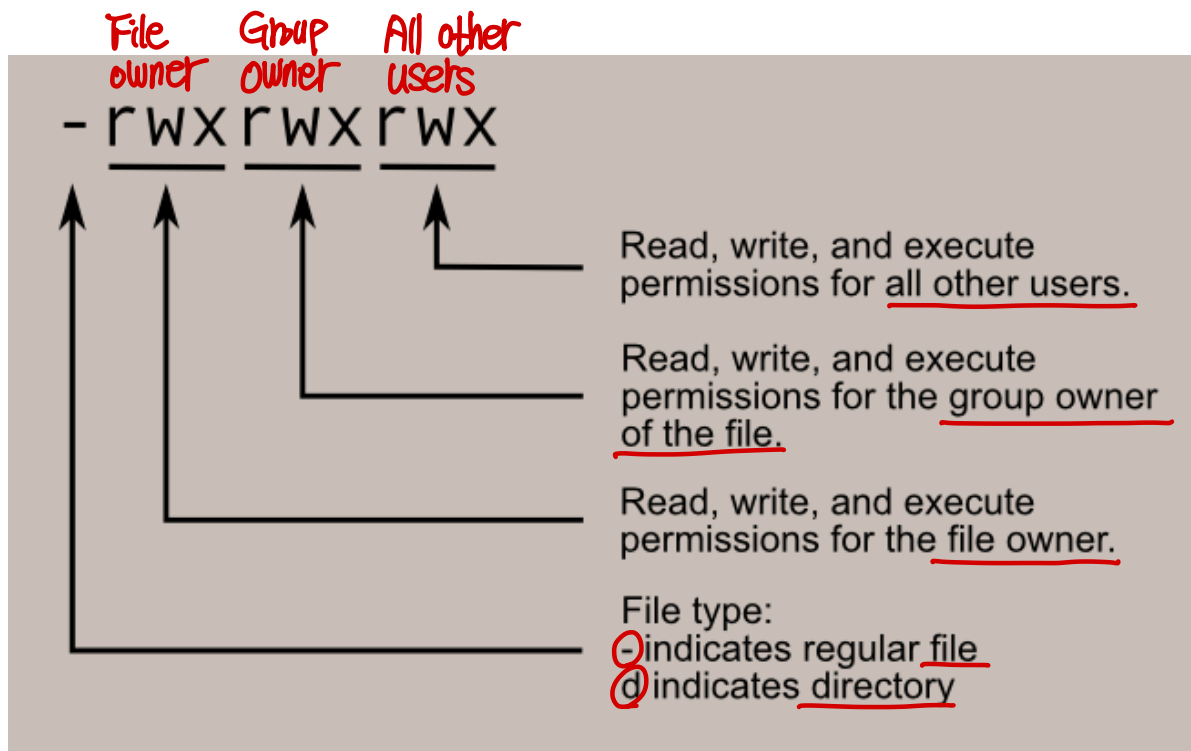 File Group All other
owner owner users
-rwxrwxrwx
Read, write, and execute
permissions for all other users.
Read, write, and execute
permissions for the group owner
of the file.
Read, write, and execute
permissions for the file owner.
File type:
- indicates regular file
d indicates directory